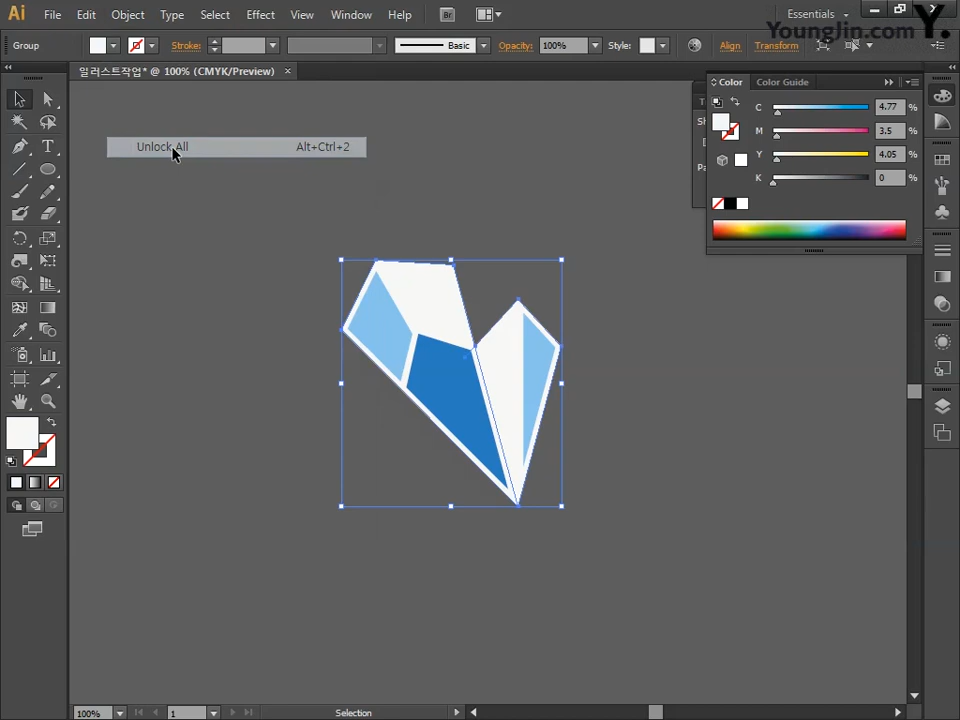 Ai File Edit Object Type Select Effect View Window Help Br Essentials
YoungJin.com Y.
Group Stroke: Basic Opacity: 100% Style: Align Transform
일러스트작업* @ 100% (CMYK/Preview) ×
Color Color Guide
C 4.77 %
M 3.5 %
Y 4.05 %
K 0 %
Unlock All Alt+Ctrl+2
T
100% 1 Selection